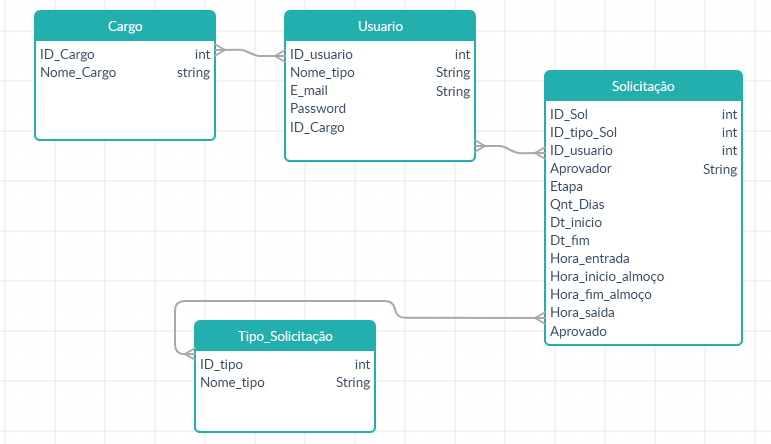 Cargo
ID_Cargo int
Nome_Cargo string
Usuario
ID_usuario int
Nome_tipo String
E_mail String
Password
ID_Cargo
Solicitação
ID_Sol int
ID_tipo_Sol int
ID_usuario int
Aprovador String
Etapa
Qnt_Dias
Dt_inicio
Dt_fim
Hora_entrada
Hora_inicio_almoço
Hora_fim_almoço
Hora_saida
Aprovado
Tipo_Solicitação
ID_tipo int
Nome_tipo String